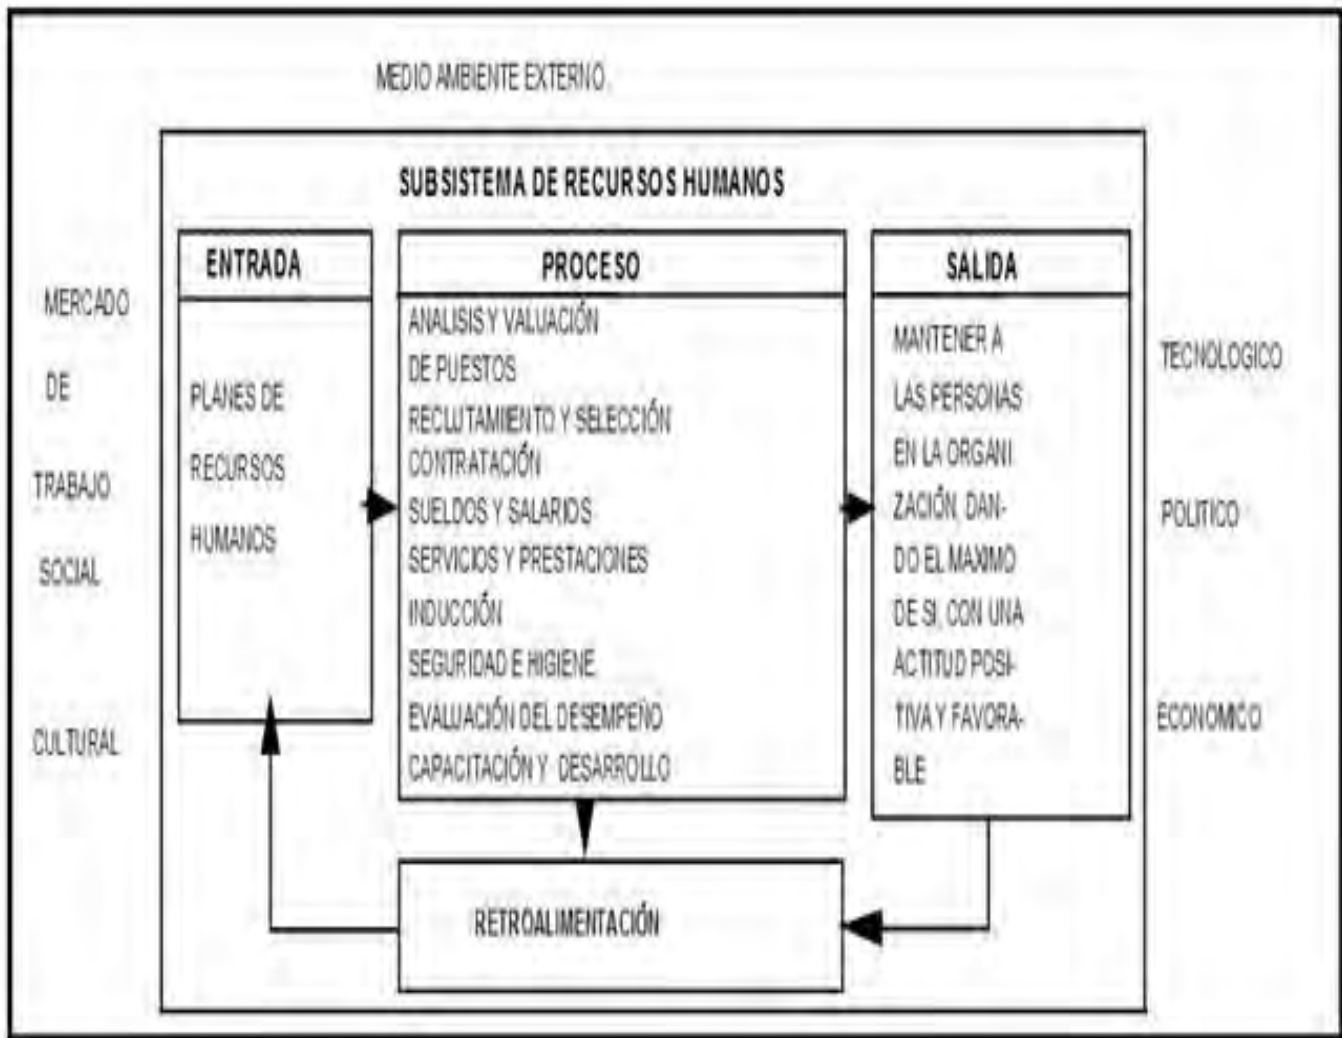 MEDIO AMBIENTE EXTERNO.
SUBSISTEMA DE RECURSOS HUMANOS
MERCADO
DE
TRABAJO
SOCIAL
CULTURAL
ENTRADA
PLANES DE
RECURSOS
HUMANOS
PROCESO
ANALISIS Y VALUACIÓN
DE PUESTOS
RECLUTAMIENTO Y SELECCIÓN
CONTRATACIÓN
SUELDOS Y SALARIOS
SERVICIOS Y PRESTACIONES
INDUCCIÓN
SEGURIDAD E HIGIENE
EVALUACIÓN DEL DESEMPEÑO
CAPACITACIÓN Y DESARROLLO
SALIDA
MANTENER A
LAS PERSONAS
EN LA ORGANI
ZACIÓN, DAN-
DO EL MAXIMO
DE SI, CON UNA
ACTITUD POSI-
TIVA Y FAVORA-
BLE
TECNOLOGICO
POLITICO
ECONOMICO
RETROALIMENTACIÓN